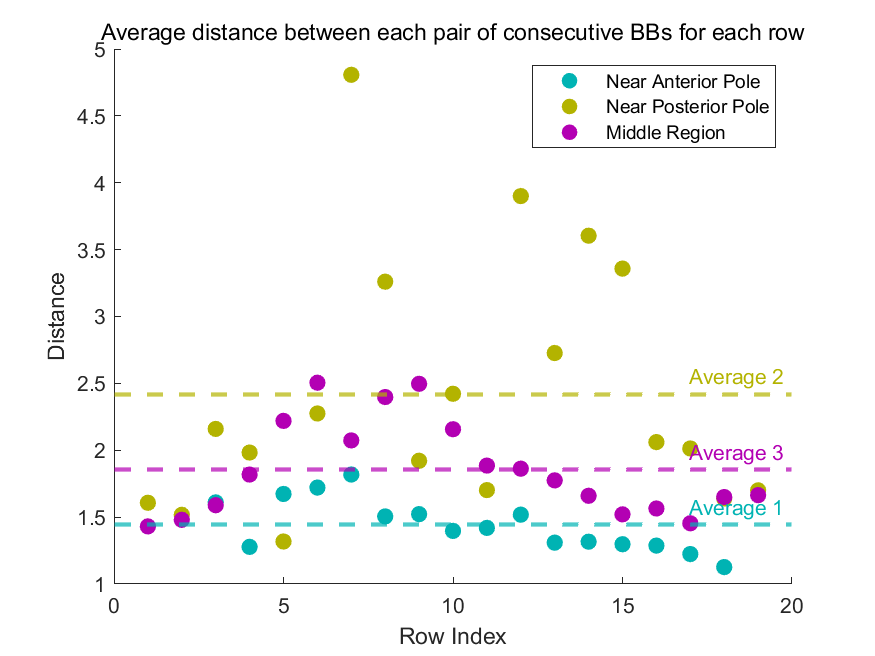 Average distance between each pair of consecutive BBs for each row
5
4.5
4
3.5
3
2.5
2
1.5
1
Distance
Near Anterior Pole
Near Posterior Pole
Middle Region
Average 2
Average 3
Average 1
0 5 10 15 20
Row Index